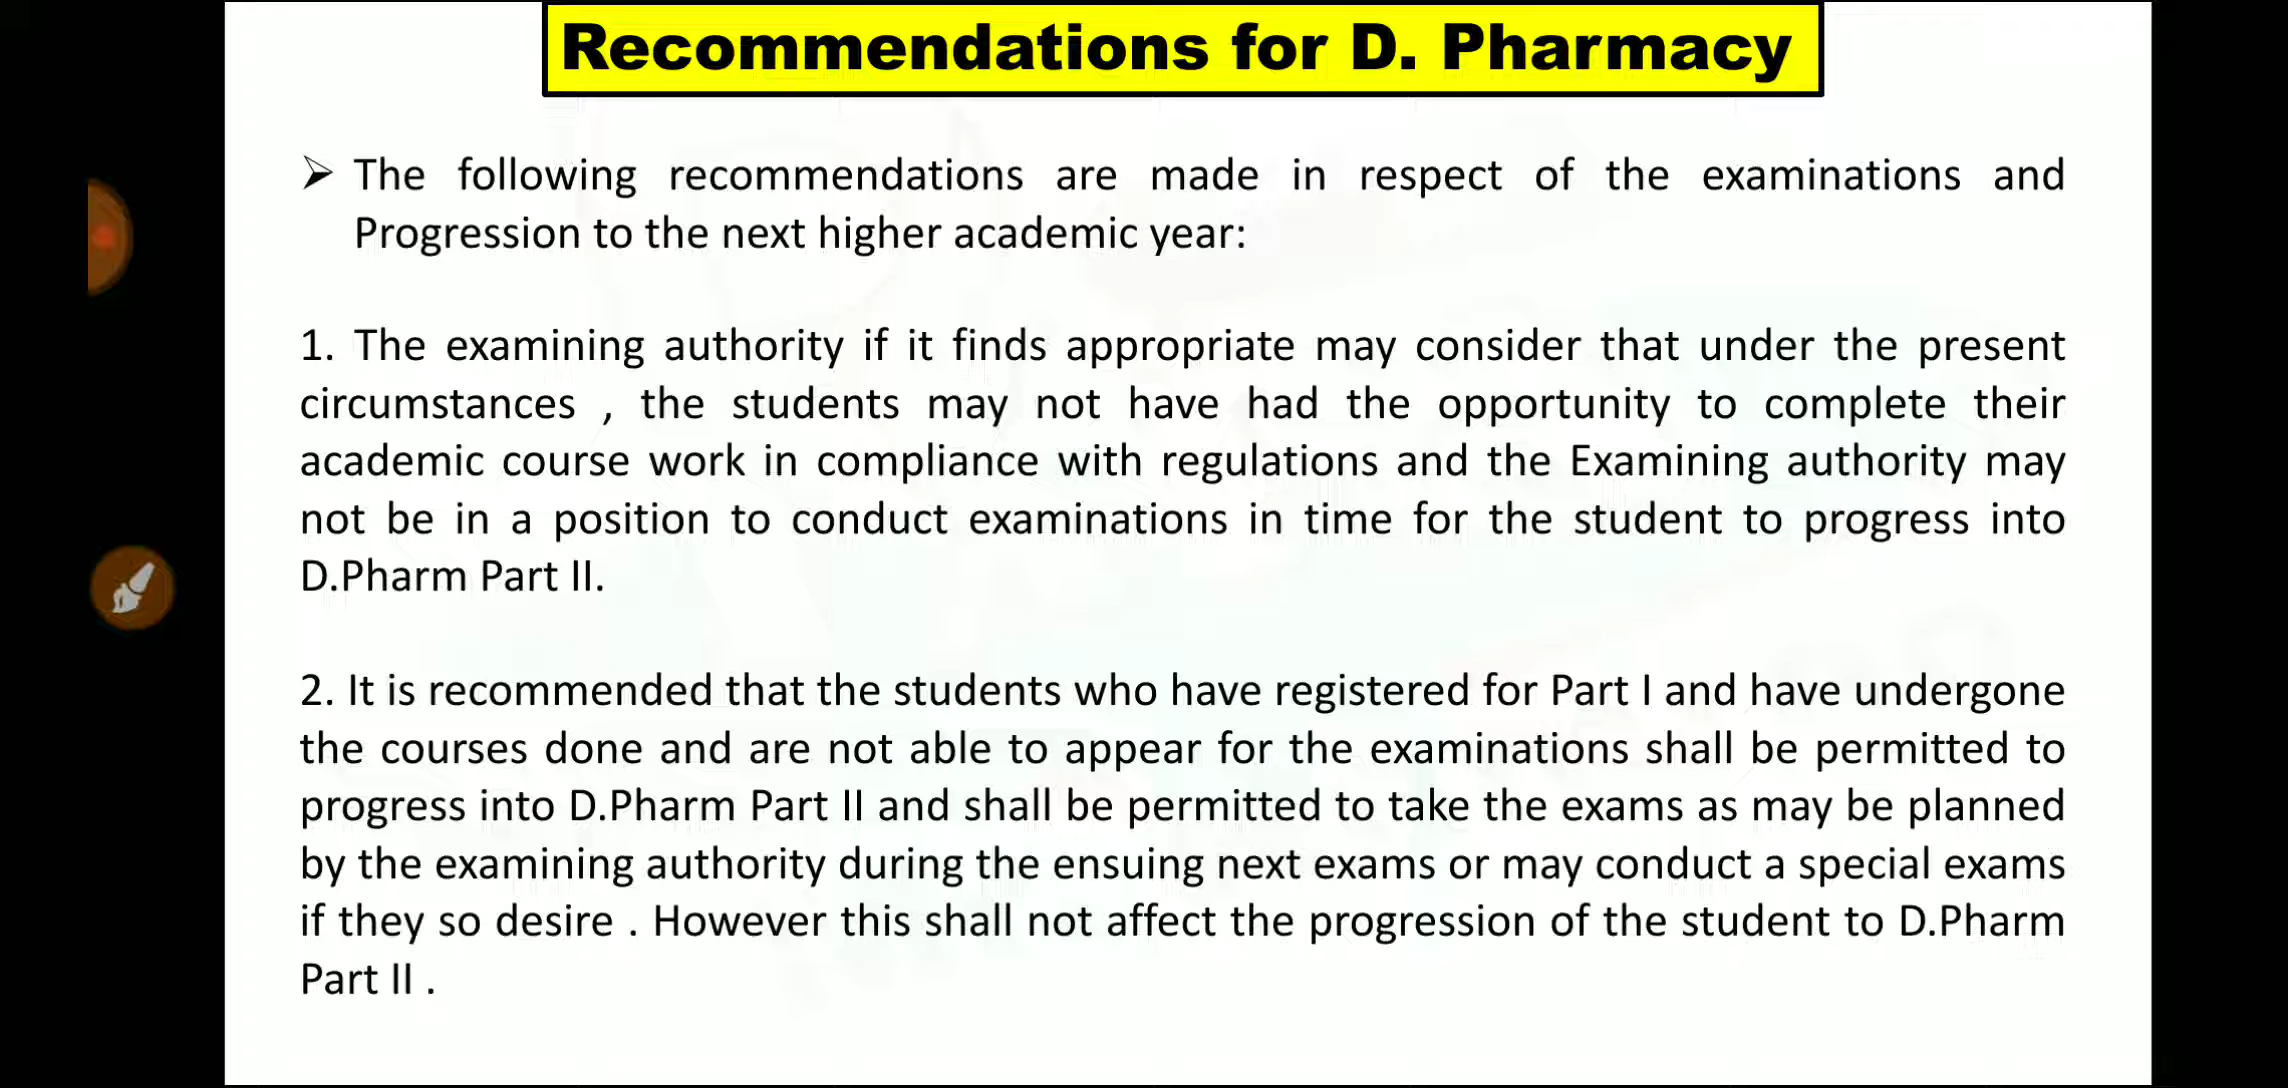 Recommendations for D. Pharmacy
➢ The following recommendations are made in respect of the examinations and
Progression to the next higher academic year:
1. The examining authority if it finds appropriate may consider that under the present
circumstances , the students may not have had the opportunity to complete their
academic course work in compliance with regulations and the Examining authority may
not be in a position to conduct examinations in time for the student to progress into
D.Pharm Part II.
2. It is recommended that the students who have registered for Part I and have undergone
the courses done and are not able to appear for the examinations shall be permitted to
progress into D.Pharm Part II and shall be permitted to take the exams as may be planned
by the examining authority during the ensuing next exams or may conduct a special exams
if they so desire . However this shall not affect the progression of the student to D.Pharm
Part II .